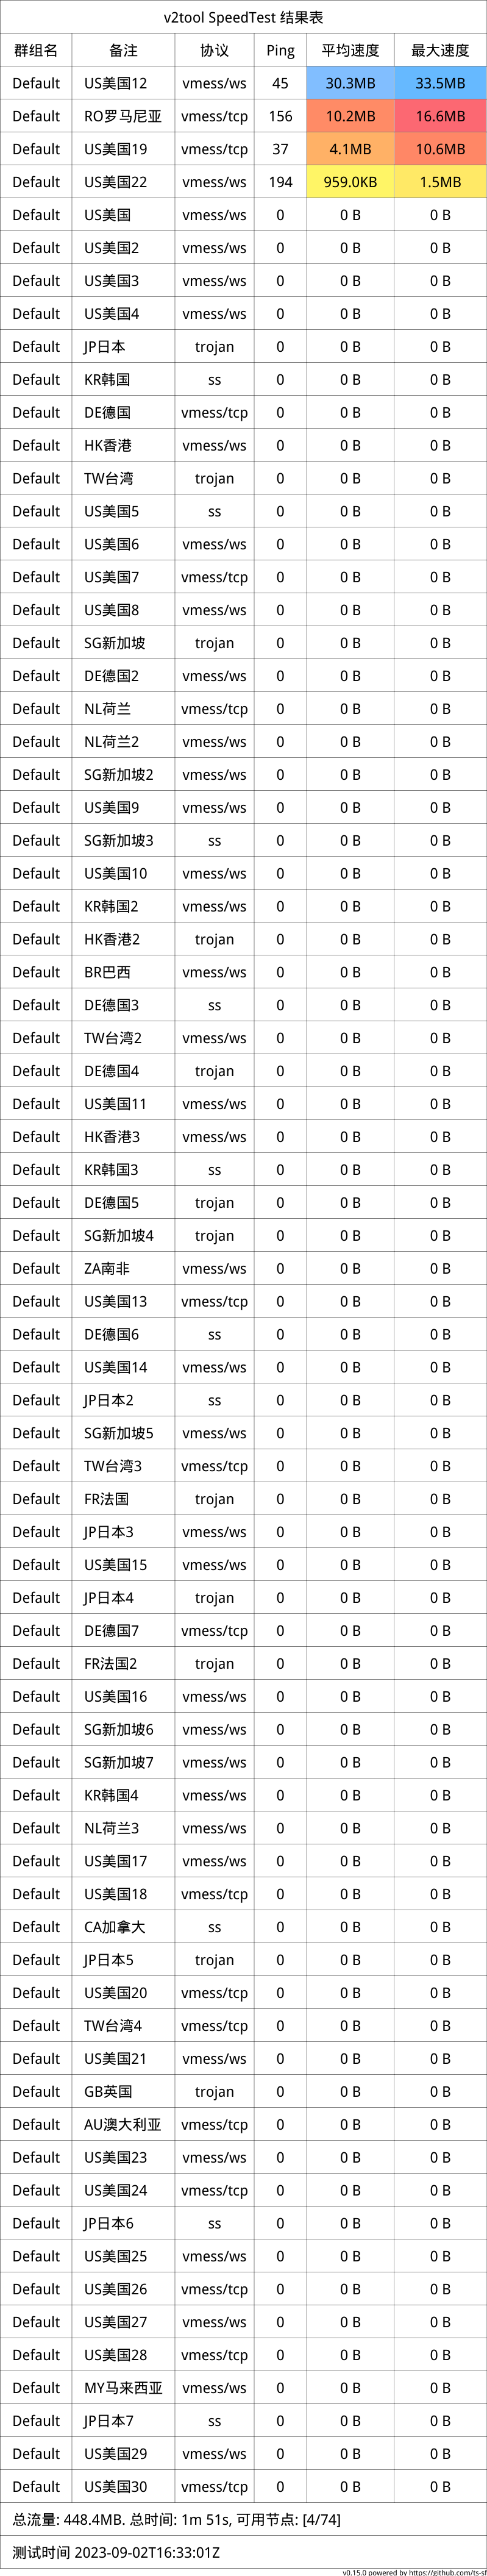 v2tool SpeedTest 结果表
群组名 备注 协议 Ping 平均速度 最大速度
Default US美国12 vmess/ws 45 30.3MB 33.5MB
Default RO罗马尼亚 vmess/tcp 156 10.2MB 16.6MB
Default US美国19 vmess/tcp 37 4.1MB 10.6MB
Default US美国22 vmess/ws 194 959.0KB 1.5MB
Default US美国 vmess/ws 0 0 B 0 B
Default US美国2 vmess/ws 0 0 B 0 B
Default US美国3 vmess/ws 0 0 B 0 B
Default US美国4 vmess/ws 0 0 B 0 B
Default JP日本 trojan 0 0 B 0 B
Default KR韩国 ss 0 0 B 0 B
Default DE德国 vmess/tcp 0 0 B 0 B
Default HK香港 vmess/ws 0 0 B 0 B
Default TW台湾 trojan 0 0 B 0 B
Default US美国5 ss 0 0 B 0 B
Default US美国6 vmess/ws 0 0 B 0 B
Default US美国7 vmess/tcp 0 0 B 0 B
Default US美国8 vmess/ws 0 0 B 0 B
Default SG新加坡 trojan 0 0 B 0 B
Default DE德国2 vmess/ws 0 0 B 0 B
Default NL荷兰 vmess/tcp 0 0 B 0 B
Default NL荷兰2 vmess/ws 0 0 B 0 B
Default SG新加坡2 vmess/ws 0 0 B 0 B
Default US美国9 vmess/ws 0 0 B 0 B
Default SG新加坡3 ss 0 0 B 0 B
Default US美国10 vmess/ws 0 0 B 0 B
Default KR韩国2 vmess/ws 0 0 B 0 B
Default HK香港2 trojan 0 0 B 0 B
Default BR巴西 vmess/ws 0 0 B 0 B
Default DE德国3 ss 0 0 B 0 B
Default TW台湾2 vmess/ws 0 0 B 0 B
Default DE德国4 trojan 0 0 B 0 B
Default US美国11 vmess/ws 0 0 B 0 B
Default HK香港3 vmess/ws 0 0 B 0 B
Default KR韩国3 ss 0 0 B 0 B
Default DE德国5 trojan 0 0 B 0 B
Default SG新加坡4 trojan 0 0 B 0 B
Default ZA南非 vmess/ws 0 0 B 0 B
Default US美国13 vmess/tcp 0 0 B 0 B
Default DE德国6 ss 0 0 B 0 B
Default US美国14 vmess/ws 0 0 B 0 B
Default JP日本2 ss 0 0 B 0 B
Default SG新加坡5 vmess/ws 0 0 B 0 B
Default TW台湾3 vmess/tcp 0 0 B 0 B
Default FR法国 trojan 0 0 B 0 B
Default JP日本3 vmess/ws 0 0 B 0 B
Default US美国15 vmess/ws 0 0 B 0 B
Default JP日本4 trojan 0 0 B 0 B
Default DE德国7 vmess/tcp 0 0 B 0 B
Default FR法国2 trojan 0 0 B 0 B
Default US美国16 vmess/ws 0 0 B 0 B
Default SG新加坡6 vmess/ws 0 0 B 0 B
Default SG新加坡7 vmess/ws 0 0 B 0 B
Default KR韩国4 vmess/ws 0 0 B 0 B
Default NL荷兰3 vmess/ws 0 0 B 0 B
Default US美国17 vmess/ws 0 0 B 0 B
Default US美国18 vmess/tcp 0 0 B 0 B
Default CA加拿大 ss 0 0 B 0 B
Default JP日本5 trojan 0 0 B 0 B
Default US美国20 vmess/tcp 0 0 B 0 B
Default TW台湾4 vmess/tcp 0 0 B 0 B
Default US美国21 vmess/ws 0 0 B 0 B
Default GB英国 trojan 0 0 B 0 B
Default AU澳大利亚 vmess/tcp 0 0 B 0 B
Default US美国23 vmess/ws 0 0 B 0 B
Default US美国24 vmess/tcp 0 0 B 0 B
Default JP日本6 ss 0 0 B 0 B
Default US美国25 vmess/ws 0 0 B 0 B
Default US美国26 vmess/tcp 0 0 B 0 B
Default US美国27 vmess/ws 0 0 B 0 B
Default US美国28 vmess/tcp 0 0 B 0 B
Default MY马来西亚 vmess/ws 0 0 B 0 B
Default JP日本7 ss 0 0 B 0 B
Default US美国29 vmess/ws 0 0 B 0 B
Default US美国30 vmess/tcp 0 0 B 0 B
总流量: 448.4MB. 总时间: 1m 51s, 可用节点: [4/74]
测试时间 2023-09-02T16:33:01Z
v0.15.0 powered by https://github.com/ts-sf